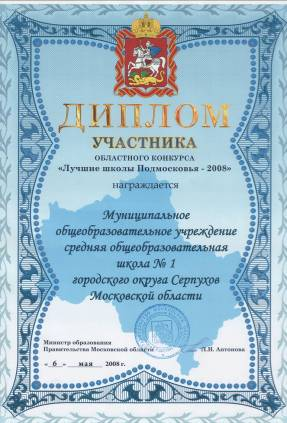 ДИПЛОМ
УЧАСТНИКА
ОБЛАСТНОГО КОНКУРСА
«Лучшие школы Подмосковья - 2008»
награждается
Муниципальное
общеобразовательное учреждение
средняя общеобразовательная
школа № 1
городского округа Серпухов
Московской области
Министр образования
Правительства Московской области Л.Н. Антонова
« 6 » мая 2008 г.